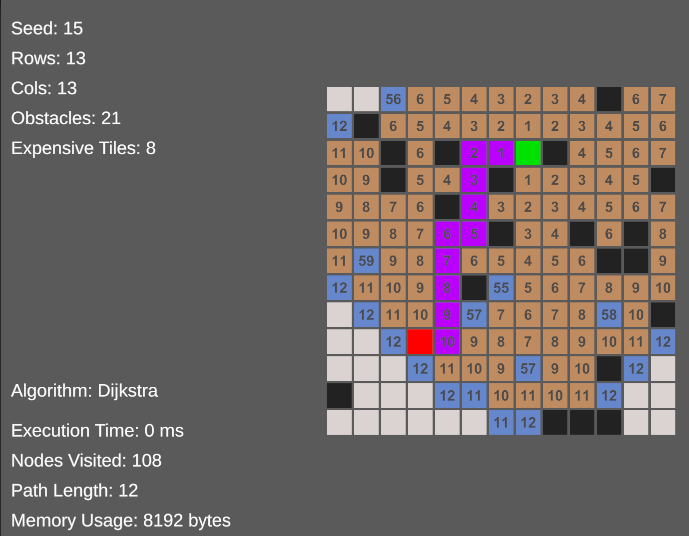 Seed: 15
Rows: 13
Cols: 13
Obstacles: 21
Expensive Tiles: 8
56 6 5 4 3 2 3 4 6 7
12 6 5 4 3 2 1 2 3 4 5 6
11 10 6 2 1 4 5 6 7
10 9 5 4 3 1 2 3 4 5
9 8 7 6 4 3 2 3 4 5 6 7
10 9 8 7 6 5 3 4 6 8
11 59 9 8 7 6 5 4 5 6 9
12 11 10 9 8 55 5 6 7 8 9 10
12 11 10 9 57 7 6 7 8 58 10
12 10 9 8 7 8 9 10 11 12
12 11 10 9 57 9 10 12
12 11 10 11 10 11 12
11 12
Algorithm: Dijkstra
Execution Time: 0 ms
Nodes Visited: 108
Path Length: 12
Memory Usage: 8192 bytes